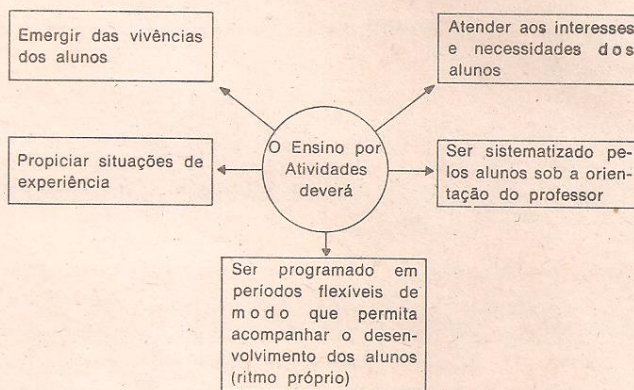 Emergir das vivências
dos alunos
Atender aos interesses
e necessidades dos
alunos
O Ensino por
Atividades
deverá
Propiciar situações de
experiência
Ser sistematizado pe-
los alunos sob a orien-
tação do professor
Ser programado em
períodos flexíveis de
modo que permita
acompanhar o desen-
volvimento dos alunos
(ritmo próprio)